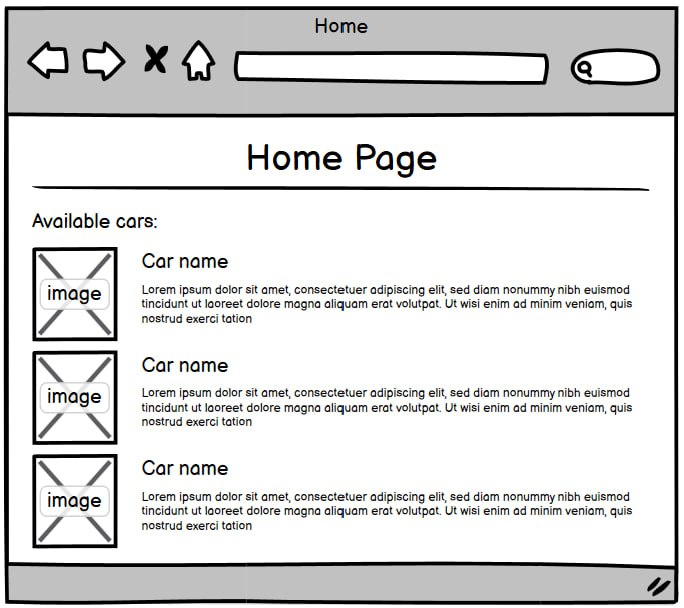 Home
Home Page
Available cars:
image
Car name
Lorem ipsum dolor sit amet, consectetuer adipiscing elit, sed diam nonummy nibh euismod
tincidunt ut laoreet dolore magna aliquam erat volutpat. Ut wisi enim ad minim veniam, quis
nostrud exerci tation
image
Car name
Lorem ipsum dolor sit amet, consectetuer adipiscing elit, sed diam nonummy nibh euismod
tincidunt ut laoreet dolore magna aliquam erat volutpat. Ut wisi enim ad minim veniam, quis
nostrud exerci tation
image
Car name
Lorem ipsum dolor sit amet, consectetuer adipiscing elit, sed diam nonummy nibh euismod
tincidunt ut laoreet dolore magna aliquam erat volutpat. Ut wisi enim ad minim veniam, quis
nostrud exerci tation